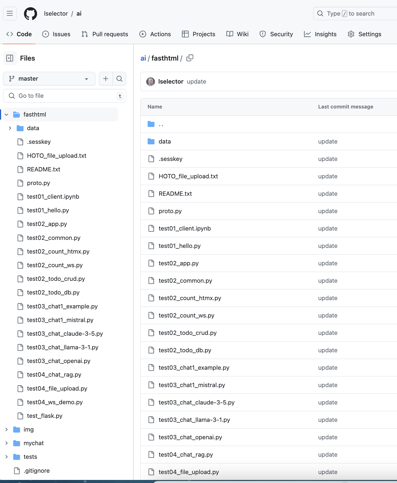 lselector / ai
Type / to search
Code
Issues
Pull requests
Actions
Projects
Wiki
Security
Insights
Settings
Files
master
Go to file
t
fasthtml
data
.sesskey
HOTO_file_upload.txt
README.txt
proto.py
test01_client.ipynb
test01_hello.py
test02_app.py
test02_common.py
test02_count_htmx.py
test02_count_ws.py
test02_todo_crud.py
test02_todo_db.py
test03_chat1_example.py
test03_chat1_mistral.py
test03_chat_claude-3-5.py
test03_chat_llama-3-1.py
test03_chat_openai.py
test04_chat_rag.py
test04_file_upload.py
test04_ws_demo.py
test_flask.py
img
mychat
tests
.gitignore
ai / fasthtml /
lselector update
Name Last commit message
..
data update
.sesskey update
HOTO_file_upload.txt update
README.txt update
proto.py update
test01_client.ipynb update
test01_hello.py update
test02_app.py update
test02_common.py update
test02_count_htmx.py update
test02_count_ws.py update
test02_todo_crud.py update
test02_todo_db.py update
test03_chat1_example.py update
test03_chat1_mistral.py update
test03_chat_claude-3-5.py update
test03_chat_llama-3-1.py update
test03_chat_openai.py update
test04_chat_rag.py update
test04_file_upload.py update